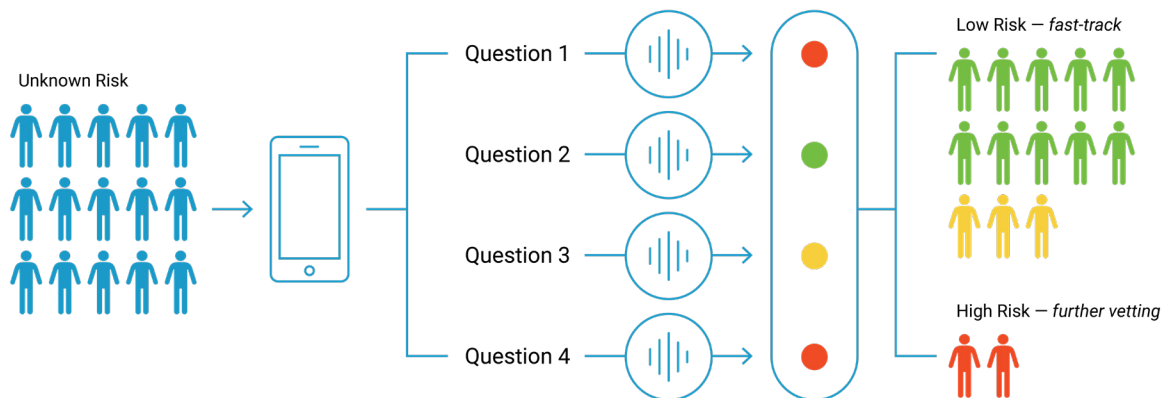 Unknown Risk
Question 1
Question 2
Question 3
Question 4
Low Risk — fast-track
High Risk — further vetting